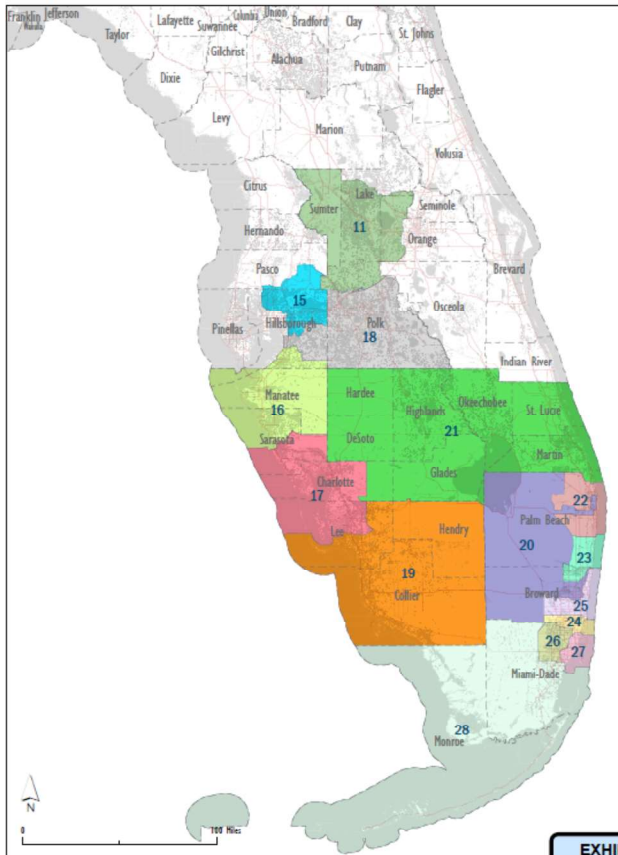 Franklin
Jefferson
Wakulla
Taylor
Lafayette
Suwannee
Columbia
Union
Bradford
Clay
St. Johns
Gilchrist
Alachua
Putnam
Dixie
Flagler
Levy
Marion
Volusia
Citrus
Sumter
Lake
Seminole
11
Hernando
Orange
Pasco
Brevard
15
Osceola
Pinellas
Hillsborough
Polk
18
Indian River
Manatee
16
Hardee
Highlands
Okeechobee
St. Lucie
Sarasota
DeSoto
21
Martin
Glades
Charlotte
17
22
Lee
Hendry
Palm Beach
20
23
19
Collier
Broward
25
24
26
27
Miami-Dade
28
Monroe
N
0
100 Miles
EXHI